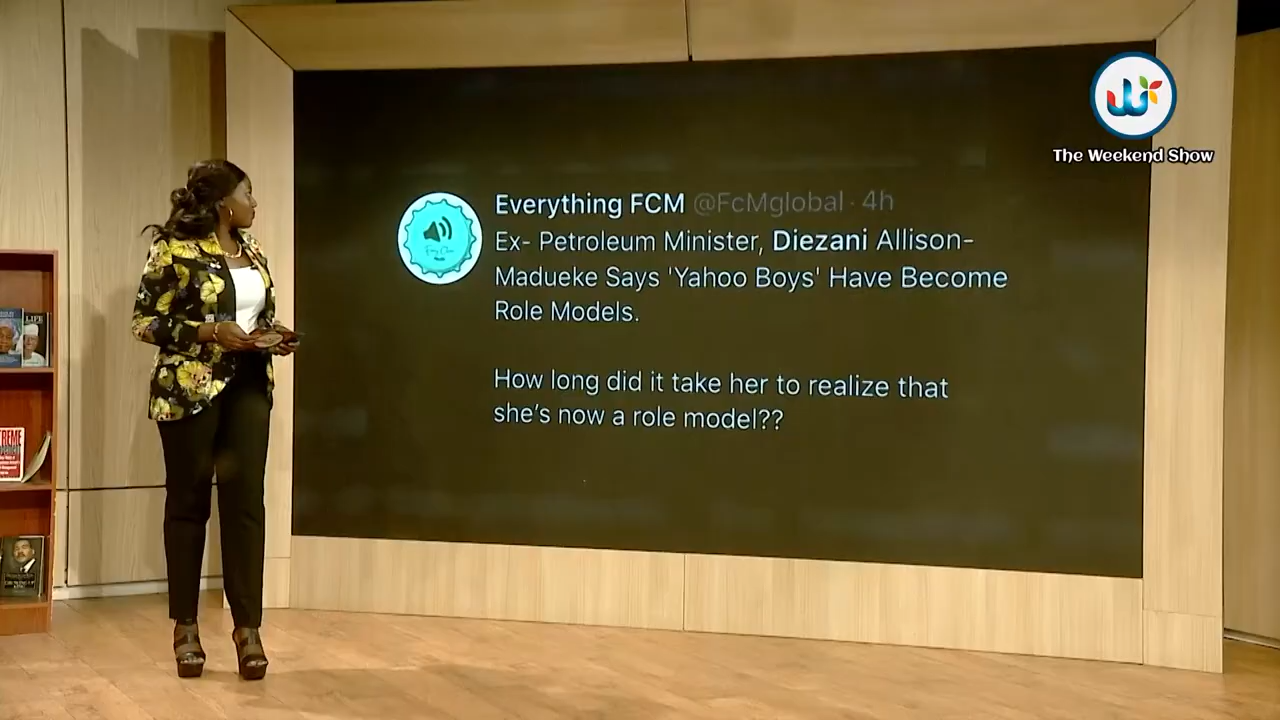 The Weekend Show
Everything FCM @FcMglobal · 4h
Ex- Petroleum Minister, Diezani Allison-
Madueke Says 'Yahoo Boys' Have Become
Role Models.
How long did it take her to realize that
she's now a role model??
LIFE